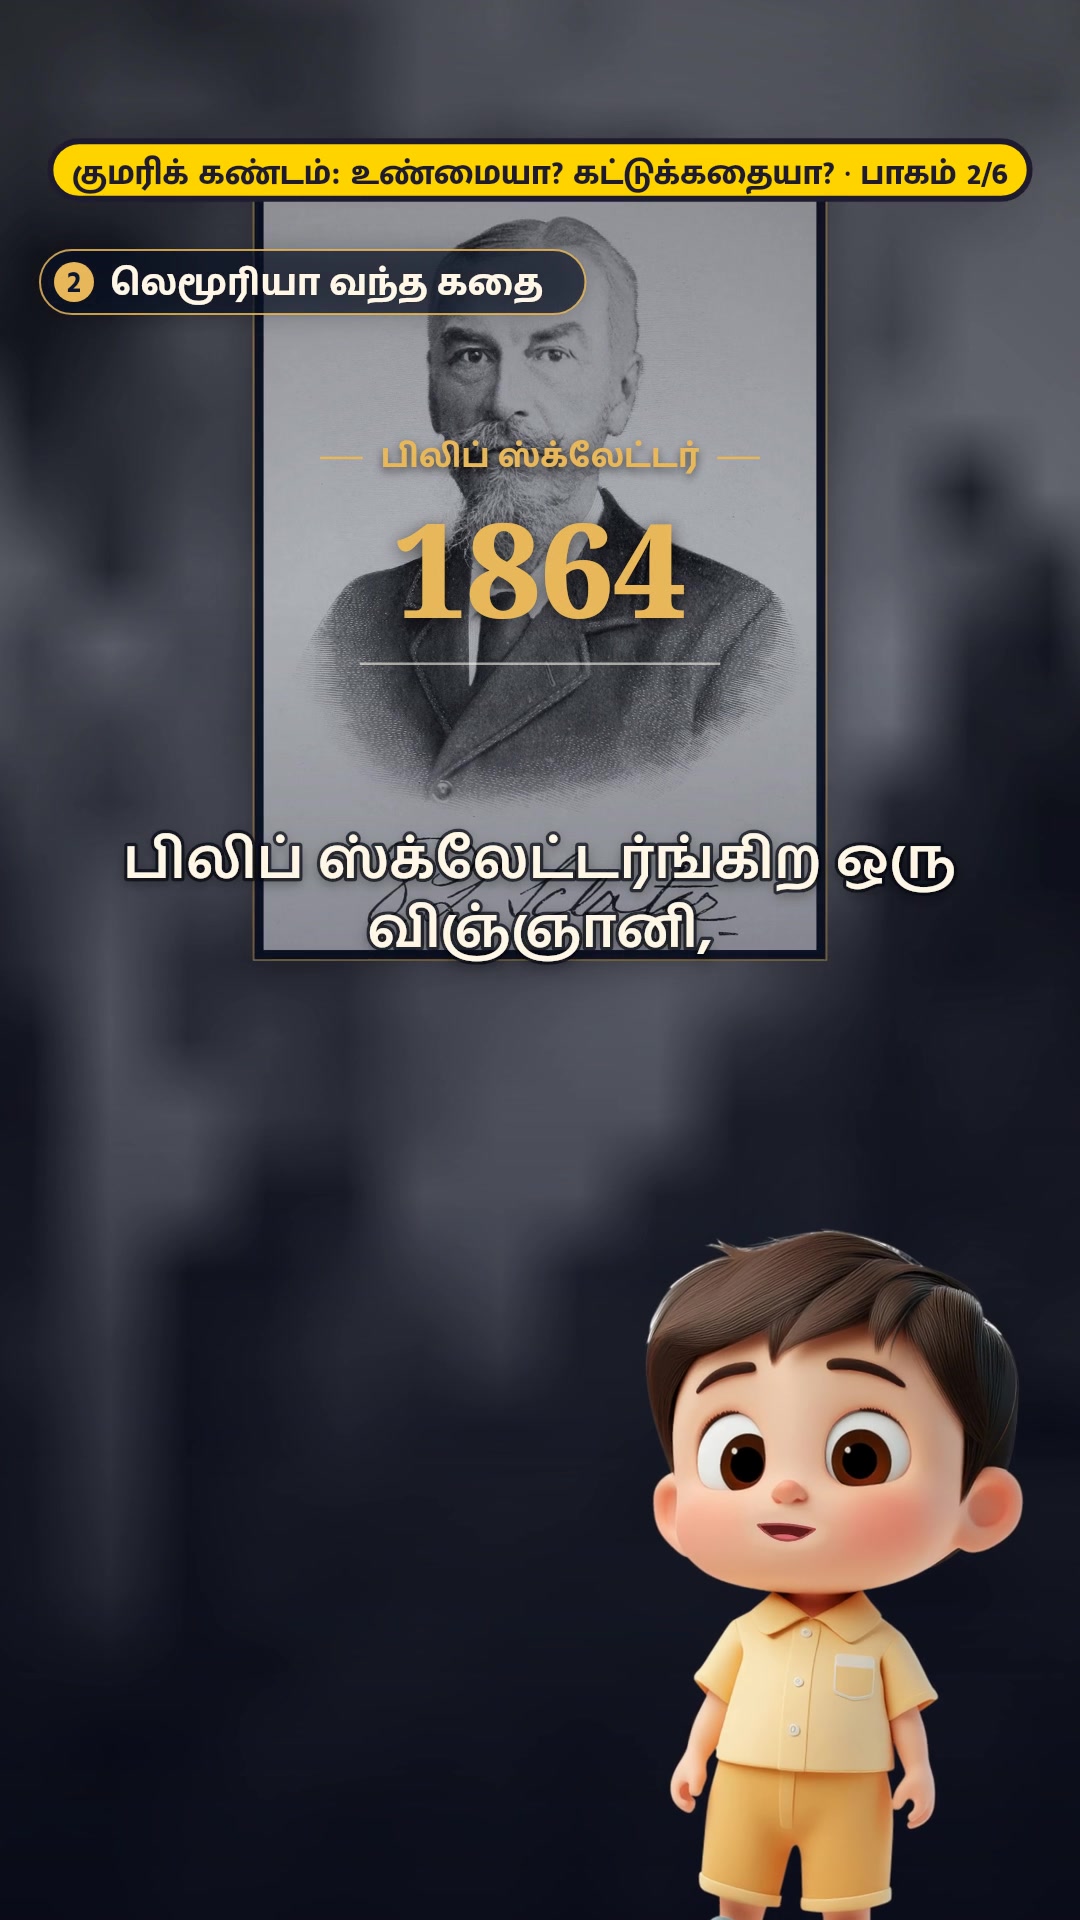 குமரிக் கண்டம்: உண்மையா? கட்டுக்கதையா? · பாகம் 2/6
2 லெமூரியா வந்த கதை
பிலிப் ஸ்க்லேட்டர்
1864
பிலிப் ஸ்க்லேட்டர்ங்கிற ஒரு
விஞ்ஞானி,